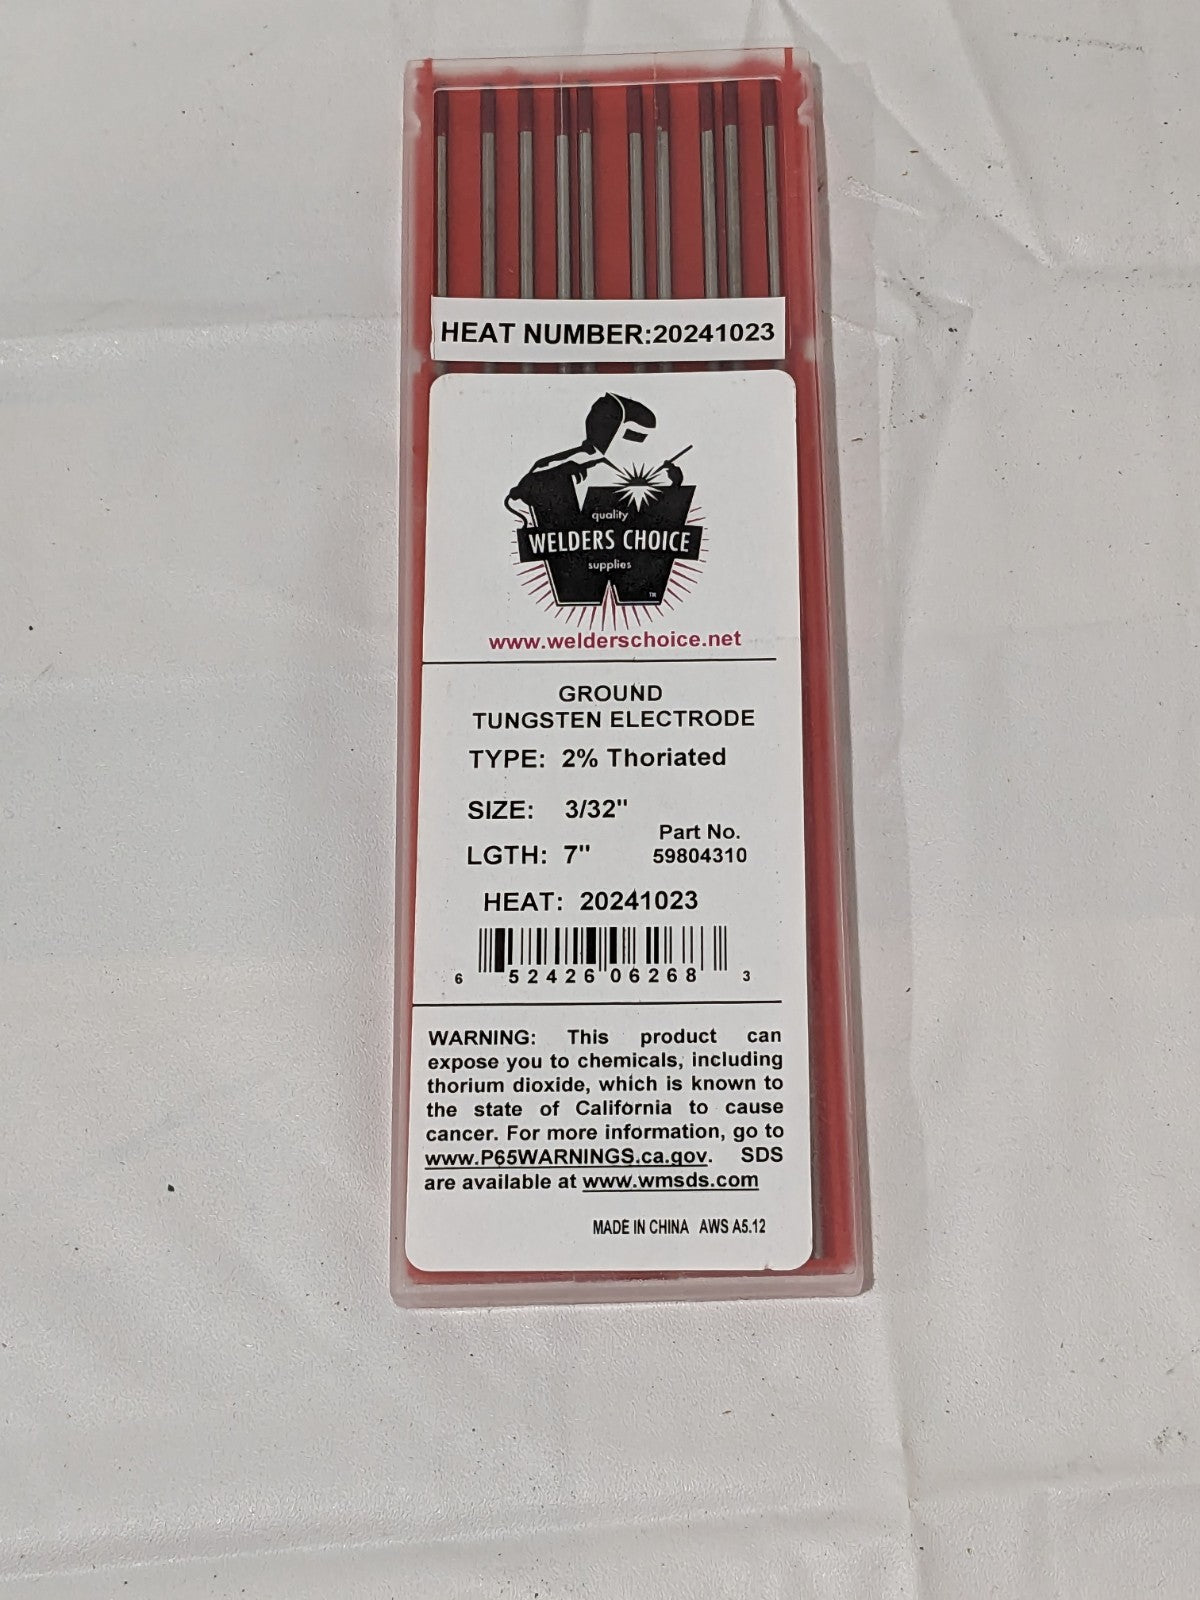 HEAT NUMBER:20241023
quality
WELDERS CHOICE
supplies
TM
www.welderschoice.net
GROUND
TUNGSTEN ELECTRODE
TYPE: 2% Thoriated
SIZE: 3/32"
Part No.
LGTH: 7" 59804310
HEAT: 20241023
6 52426 06268 3
WARNING: This product can
expose you to chemicals, including
thorium dioxide, which is known to
the state of California to cause
cancer. For more information, go to
www.P65WARNINGS.ca.gov. SDS
are available at www.wmsds.com
MADE IN CHINA AWS A5.12